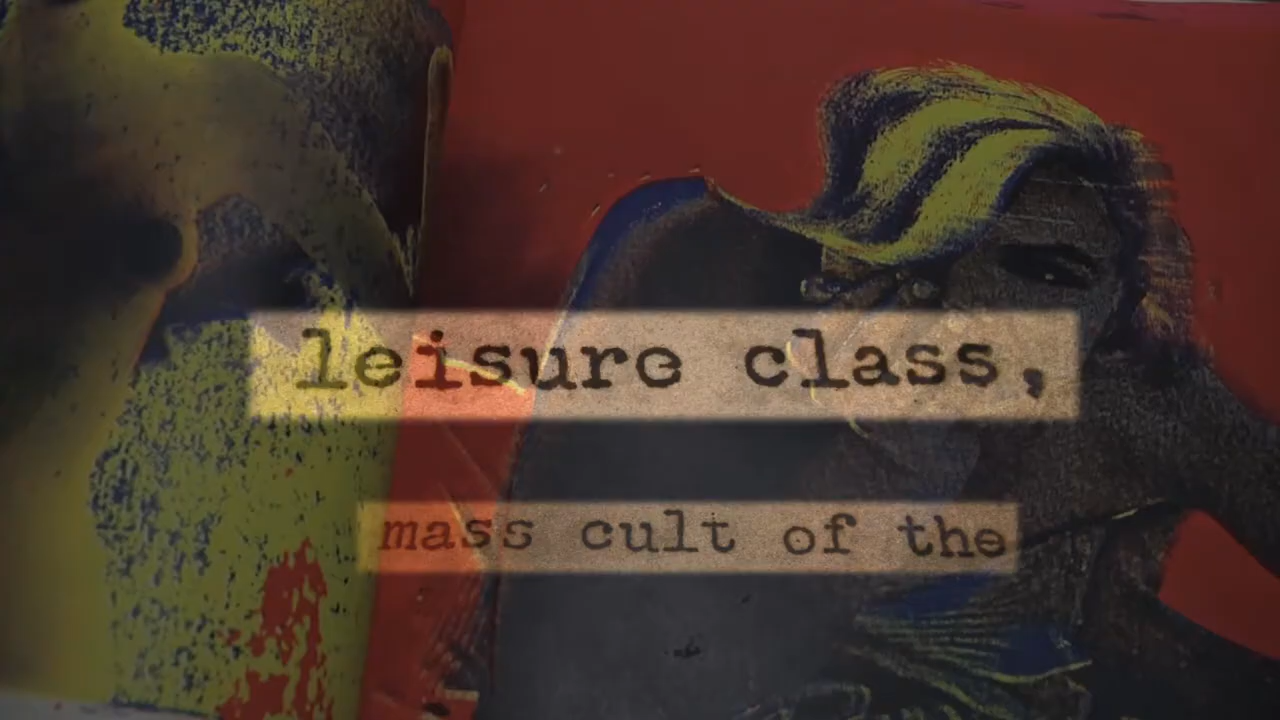 leisure class,
mass cult of the